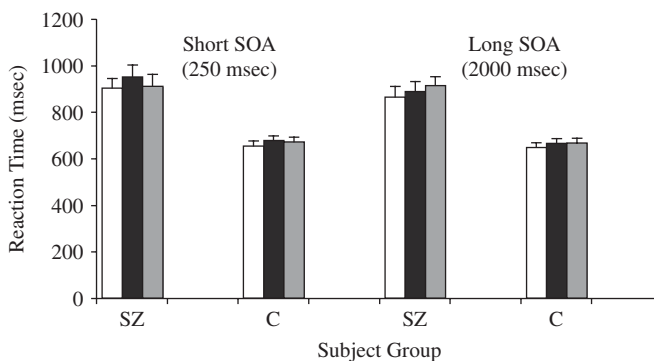 1200
1000
800
600
400
200
0
Reaction Time (msec)
Short SOA
(250 msec)
Long SOA
(2000 msec)
SZ
C
SZ
C
Subject Group